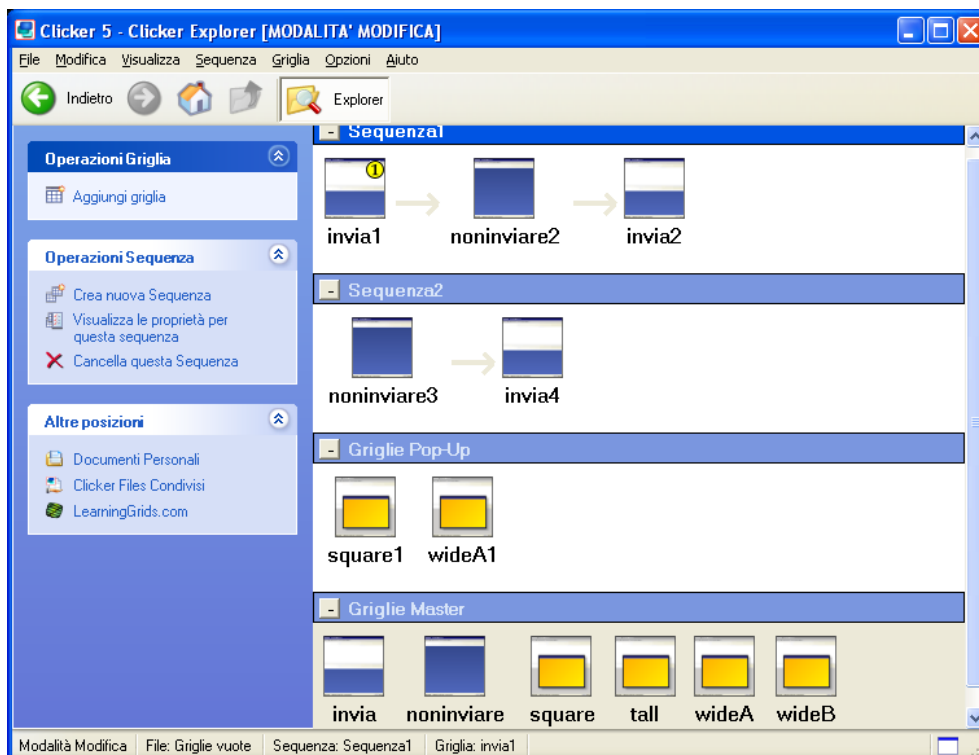 Clicker 5 - Clicker Explorer [MODALITA' MODIFICA]
File Modifica Visualizza Sequenza Griglia Opzioni Aiuto
Indietro Explorer
Operazioni Griglia
Aggiungi griglia
Operazioni Sequenza
Crea nuova Sequenza
Visualizza le proprietà per
questa sequenza
Cancella questa Sequenza
Altre posizioni
Documenti Personali
Clicker Files Condivisi
LearningGrids.com
Sequenza1
1
invia1 noninviare2 invia2
Sequenza2
noninviare3 invia4
Griglie Pop-Up
square1 wideA1
Griglie Master
invia noninviare square tall wideA wideB
Modalità Modifica File: Griglie vuote Sequenza: Sequenza1 Griglia: invia1